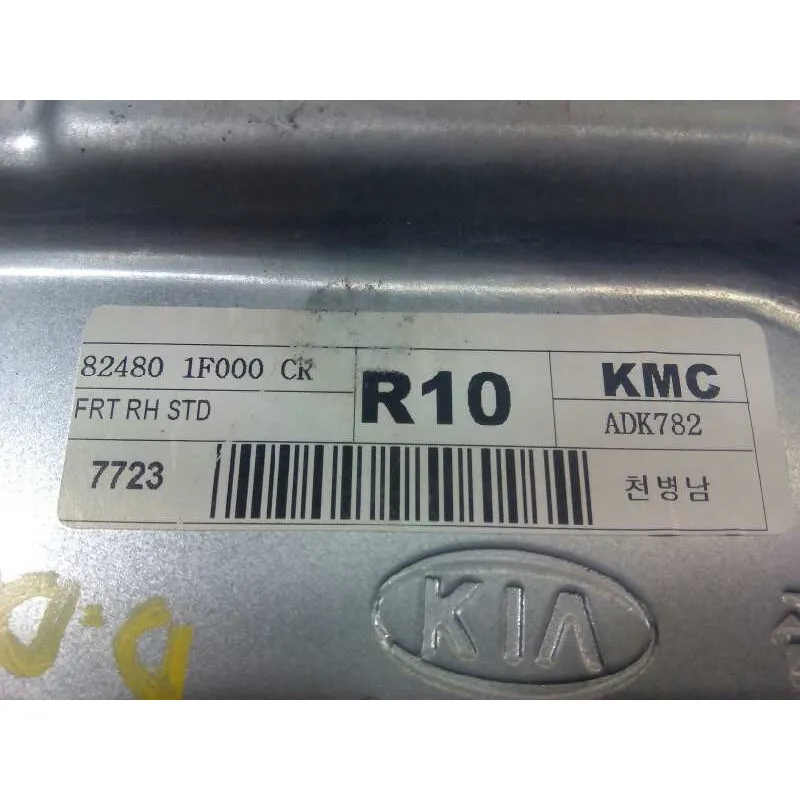 82480 1F000 CR
R10
KMC
FRT RH STD
ADK782
7723
천병남
KIA
D.D